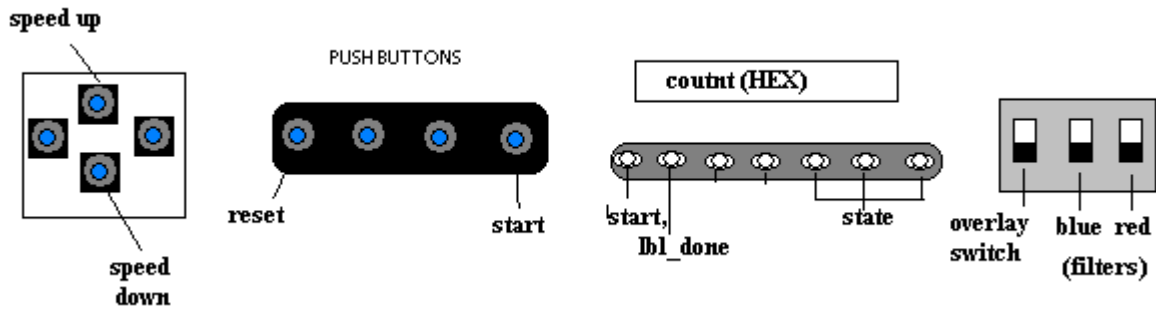 speed up
PUSH BUTTONS
coutnt (HEX)
reset
start
start,
lbl_done
state
overlay
switch
blue red
(filters)
speed
down